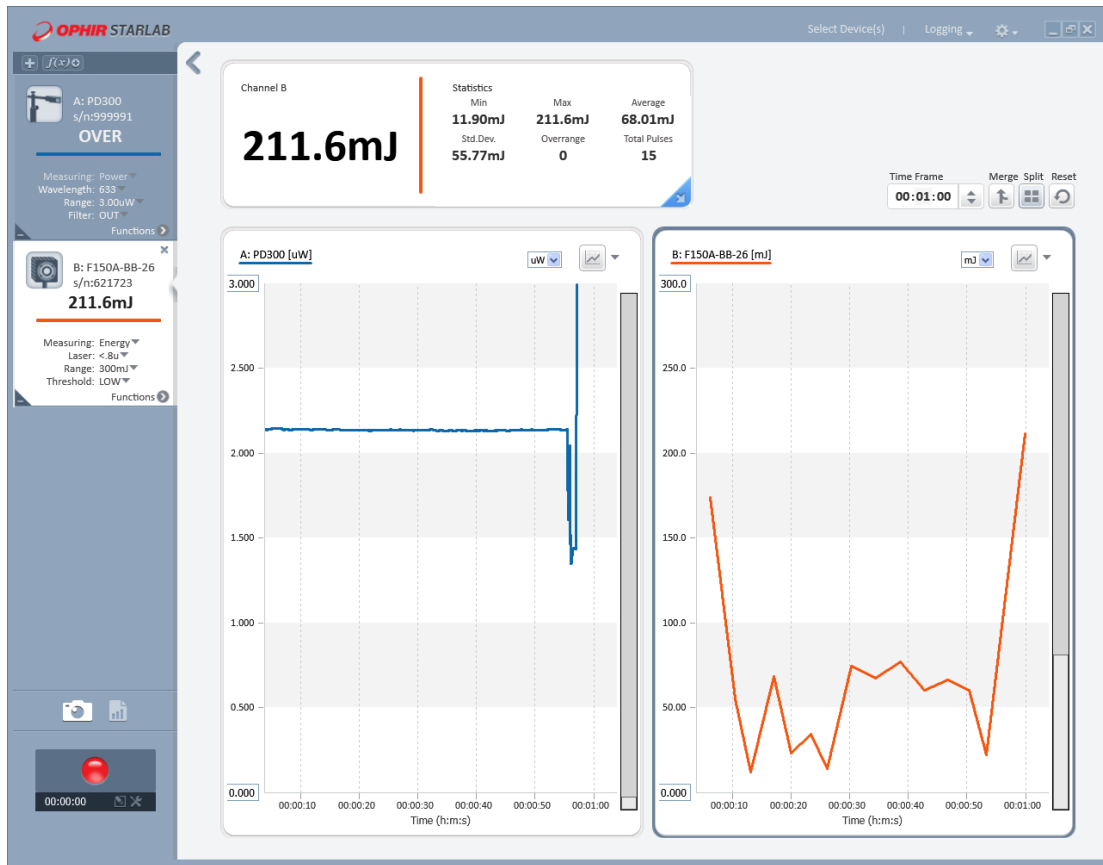 OPHIR STARLAB
Select Device(s) | Logging
f(x)
A: PD300
s/n:999991
OVER
Measuring: Power
Wavelength: 633
Range: 3.00uW
Filter: OUT
Functions
B: F150A-BB-26
s/n:621723
211.6mJ
Measuring: Energy
Laser: <.8u
Range: 300mJ
Threshold: LOW
Functions
00:00:00
Channel B
211.6mJ
Statistics
Min Max Average
11.90mJ 211.6mJ 68.01mJ
Std.Dev. Overrange Total Pulses
55.77mJ 0 15
Time Frame Merge Split Reset
00:01:00
A: PD300 [uW]
uW
3.000
2.500
2.000
1.500
1.000
0.500
0.000
00:00:10 00:00:20 00:00:30 00:00:40 00:00:50 00:01:00
Time (h:m:s)
B: F150A-BB-26 [mJ]
mJ
300.0
250.0
200.0
150.0
100.0
50.00
0.000
00:00:10 00:00:20 00:00:30 00:00:40 00:00:50 00:01:00
Time (h:m:s)